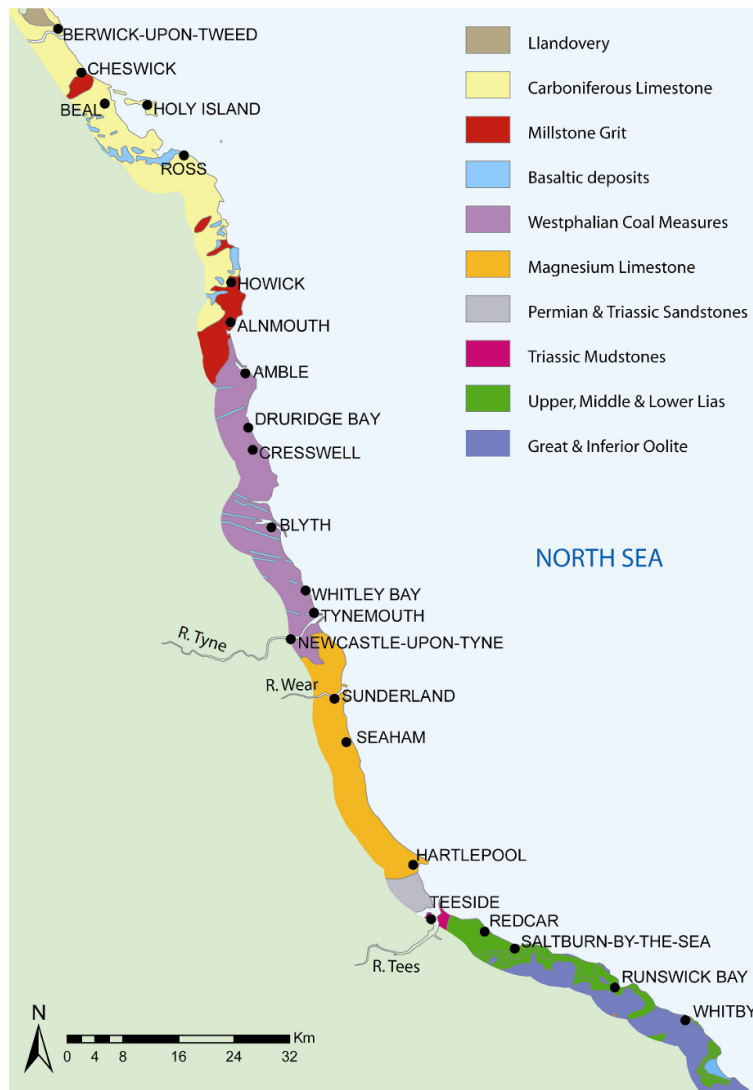 BERWICK-UPON-TWEED
CHESWICK
BEAL
HOLY ISLAND
ROSS
HOWICK
ALNMOUTH
AMBLE
DRURIDGE BAY
CRESSWELL
BLYTH
WHITLEY BAY
TYNEMOUTH
R. Tyne
NEWCASTLE-UPON-TYNE
R. Wear
SUNDERLAND
SEAHAM
HARTLEPOOL
TEESIDE
REDCAR
SALTBURN-BY-THE-SEA
R. Tees
RUNSWICK BAY
WHITBY
Llandovery
Carboniferous Limestone
Millstone Grit
Basaltic deposits
Westphalian Coal Measures
Magnesium Limestone
Permian & Triassic Sandstones
Triassic Mudstones
Upper, Middle & Lower Lias
Great & Inferior Oolite
NORTH SEA
N
Km
0 4 8 16 24 32